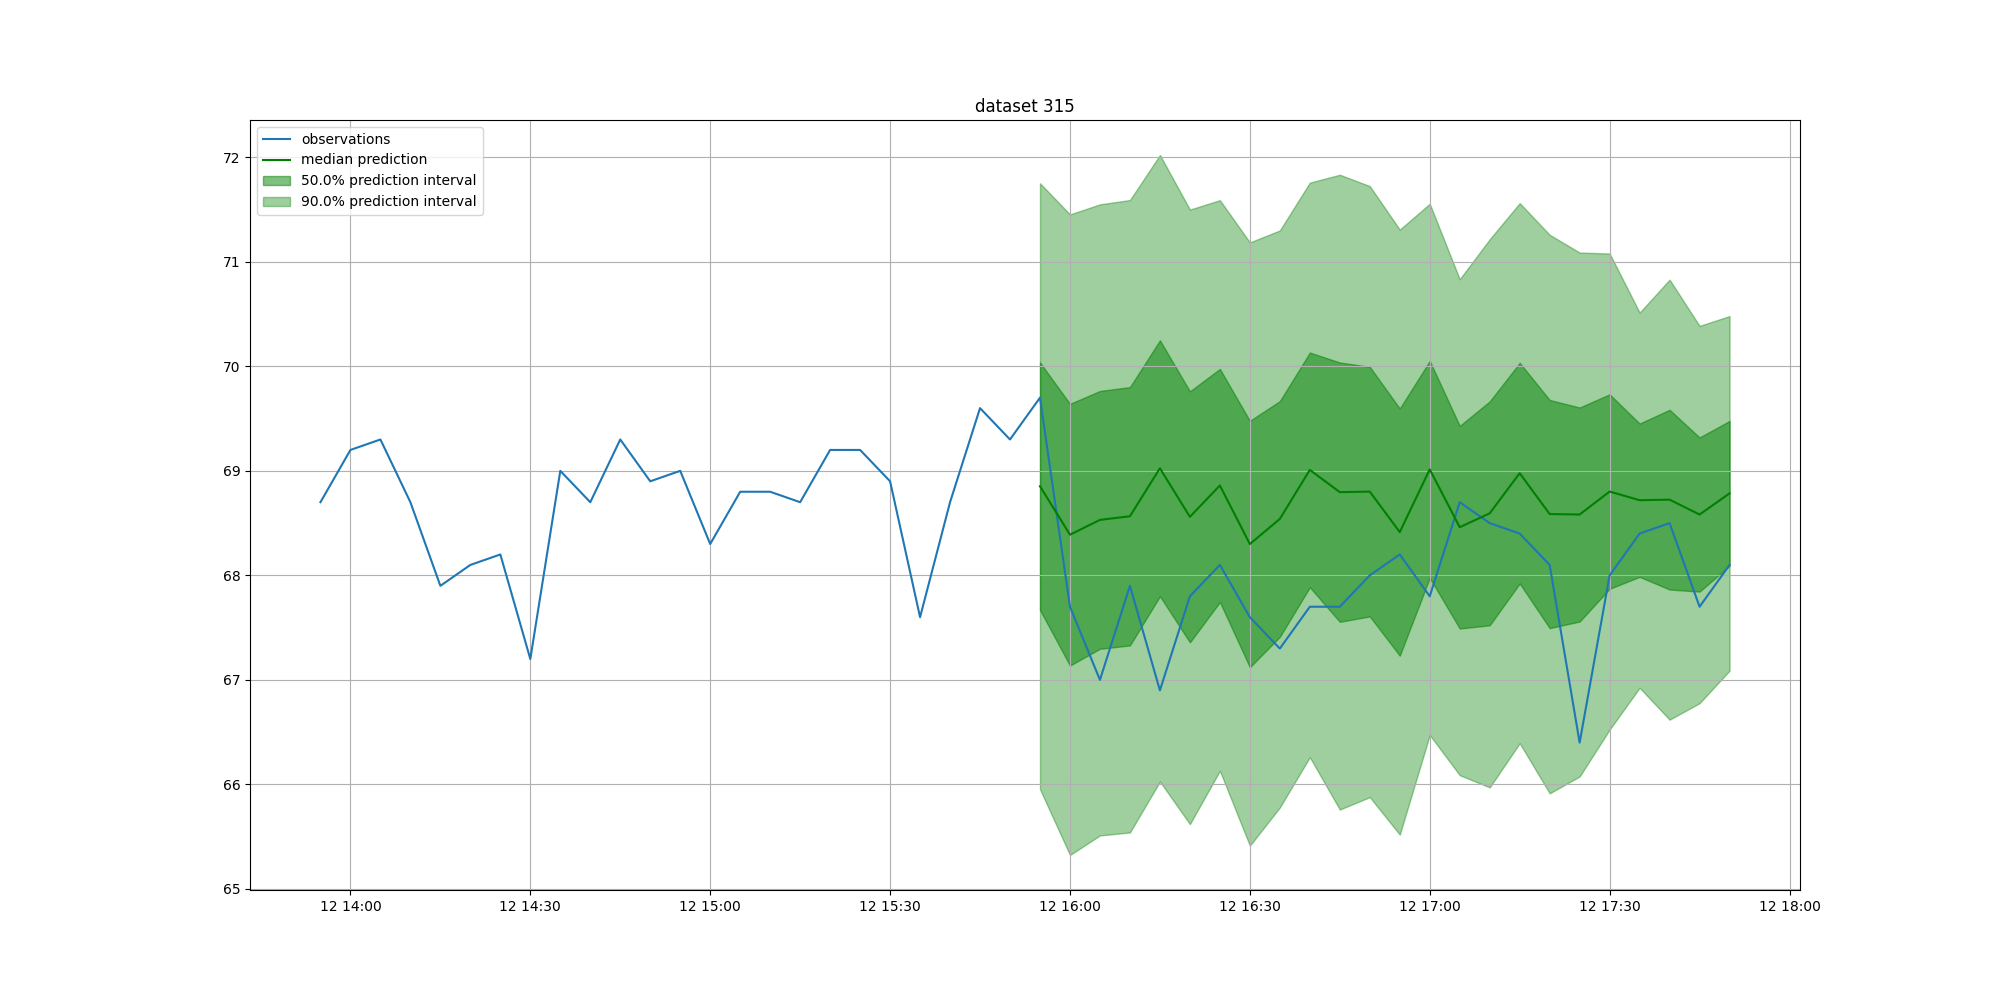 dataset 315
observations
median prediction
50.0% prediction interval
90.0% prediction interval
72
71
70
69
68
67
66
65
12 14:00 12 14:30 12 15:00 12 15:30 12 16:00 12 16:30 12 17:00 12 17:30 12 18:00